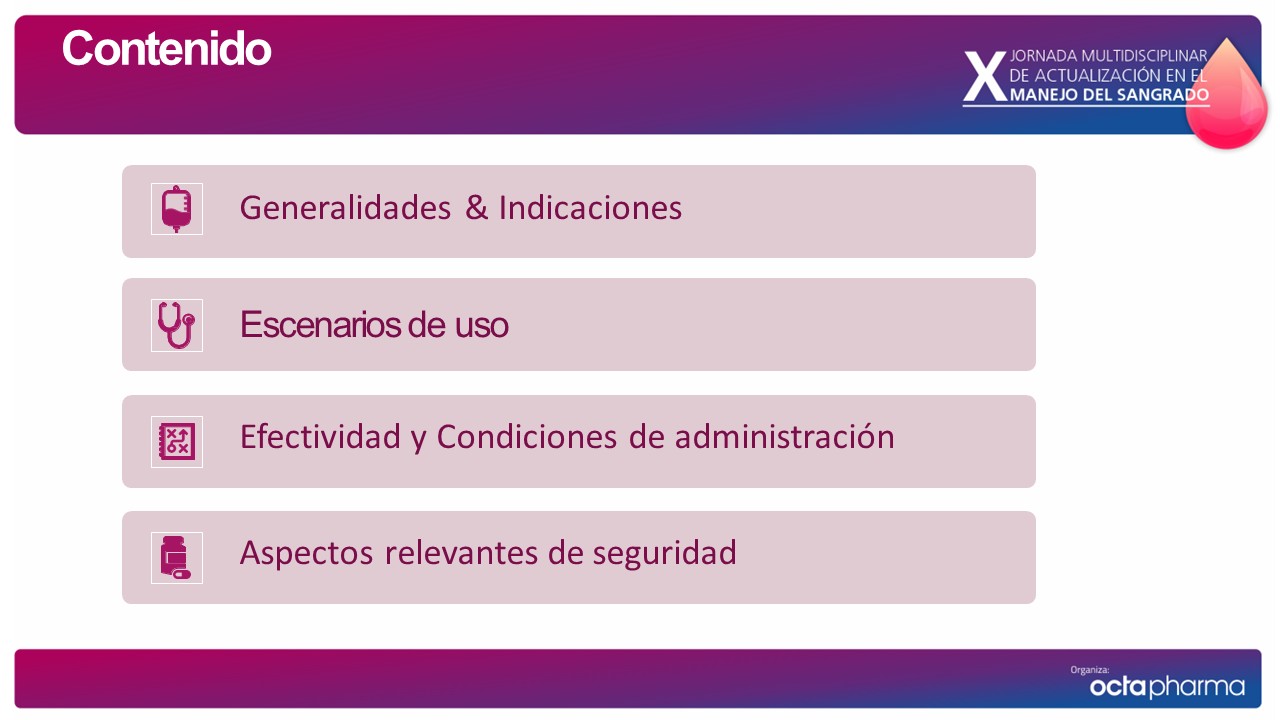 Contenido
X JORNADA MULTIDISCIPLINAR
DE ACTUALIZACIÓN EN EL
MANEJO DEL SANGRADO
Generalidades & Indicaciones
Escenarios de uso
Efectividad y Condiciones de administración
Aspectos relevantes de seguridad
Organiza:
octapharma